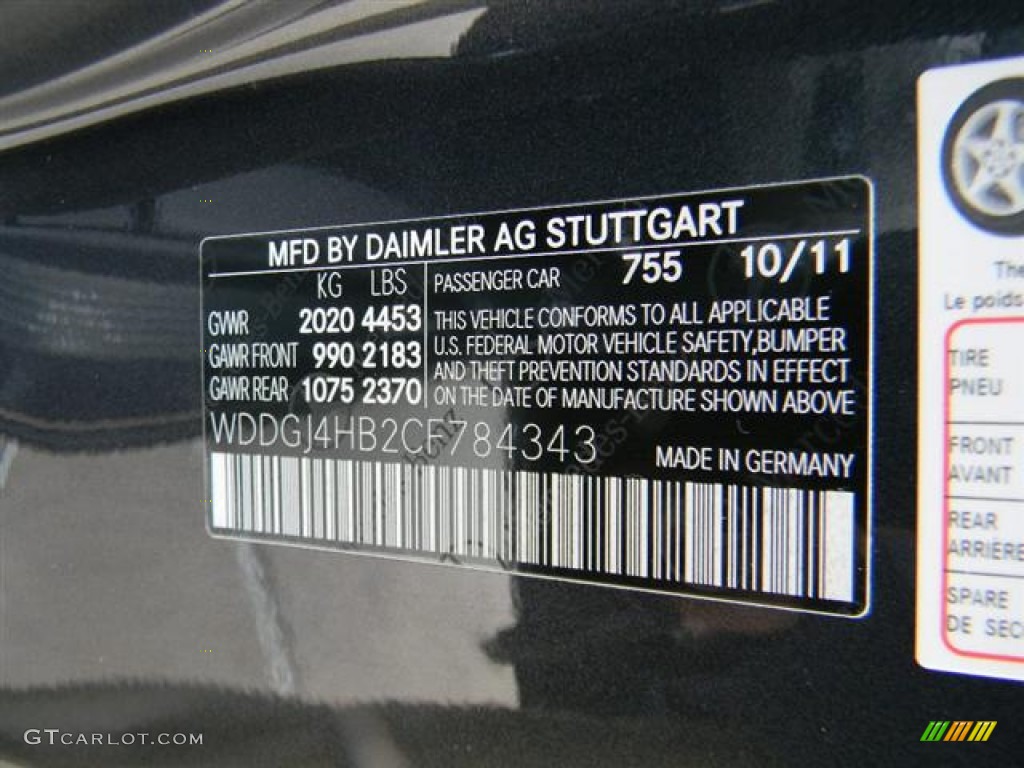 MFD BY DAIMLER AG STUTTGART
KG LBS
GVWR 2020 4453
GAWR FRONT 990 2183
GAWR REAR 1075 2370
PASSENGER CAR 755 10/11
THIS VEHICLE CONFORMS TO ALL APPLICABLE
U.S. FEDERAL MOTOR VEHICLE SAFETY,BUMPER
AND THEFT PREVENTION STANDARDS IN EFFECT
ON THE DATE OF MANUFACTURE SHOWN ABOVE
WDDGJ4HB2CF784343
MADE IN GERMANY
The
Le poids
TIRE
PNEU
FRONT
AVANT
REAR
ARRIÈRE
SPARE
DE SEC
GTCARLOT.COM